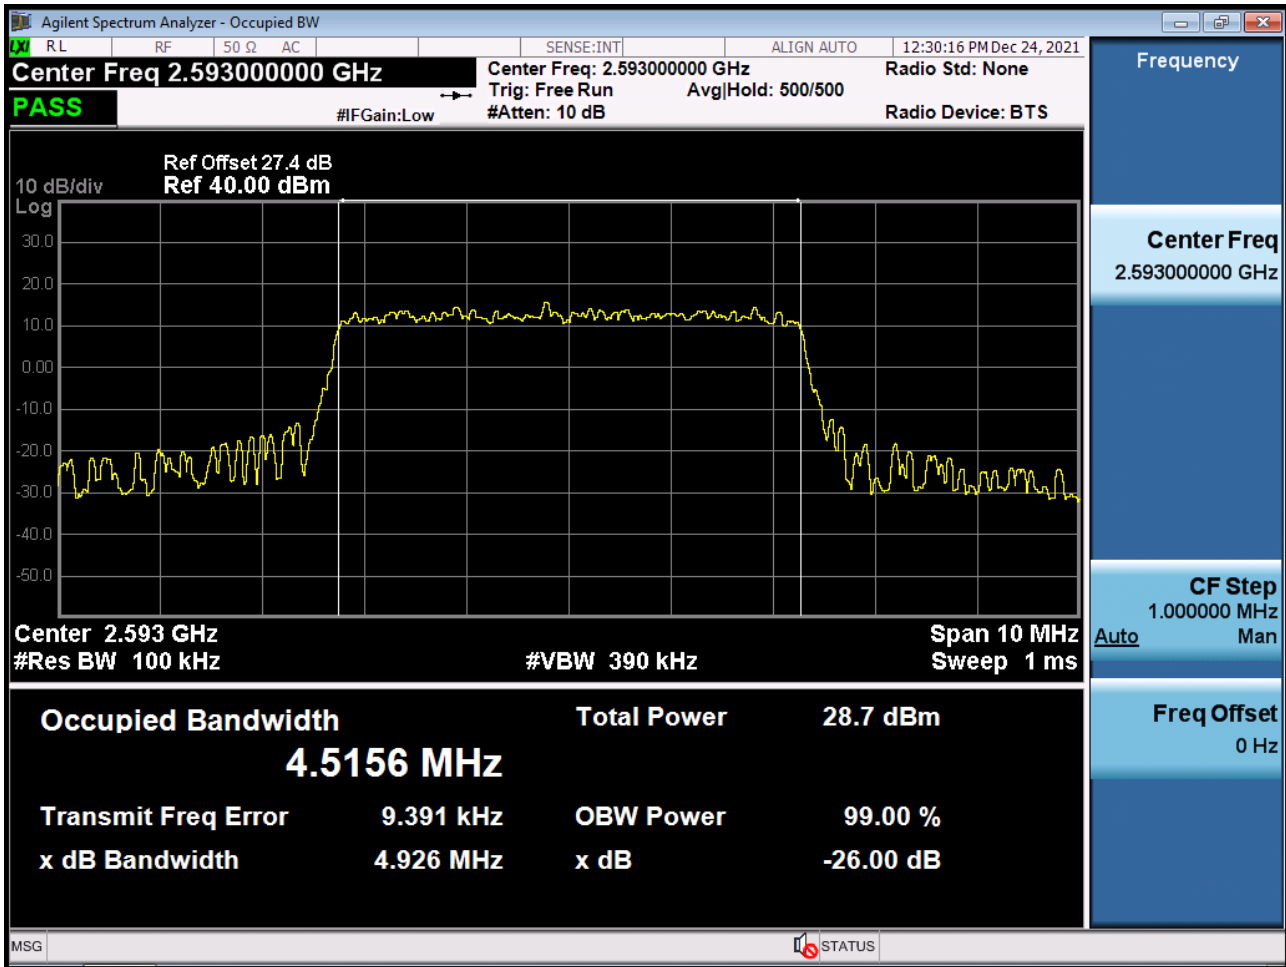 Agilent Spectrum Analyzer - Occupied BW
LXI RL RF 50 Ω AC SENSE:INT ALIGN AUTO 12:30:16 PM Dec 24, 2021
Center Freq 2.593000000 GHz
Center Freq: 2.593000000 GHz
Radio Std: None
Trig: Free Run Avg|Hold: 500/500
PASS
#IFGain:Low
#Atten: 10 dB
Radio Device: BTS
Ref Offset 27.4 dB
10 dB/div Ref 40.00 dBm
Log
30.0
20.0
10.0
0.00
-10.0
-20.0
-30.0
-40.0
-50.0
Center 2.593 GHz Span 10 MHz
#Res BW 100 kHz #VBW 390 kHz Sweep 1 ms
Occupied Bandwidth Total Power 28.7 dBm
4.5156 MHz
Transmit Freq Error 9.391 kHz OBW Power 99.00 %
x dB Bandwidth 4.926 MHz x dB -26.00 dB
MSG STATUS
Frequency
Center Freq
2.593000000 GHz
CF Step
1.000000 MHz
Auto Man
Freq Offset
0 Hz